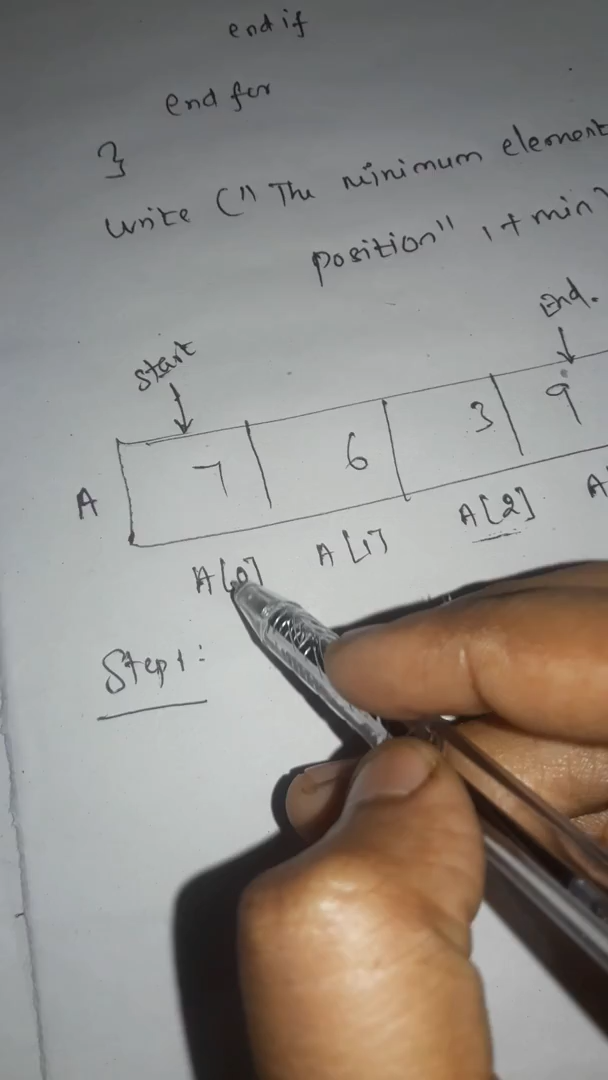 end if
end for
}
write (" The minimum element
position" , + min
start
End.
A 7 6 3 9
A[0] A[1] A[2] A
Step 1: